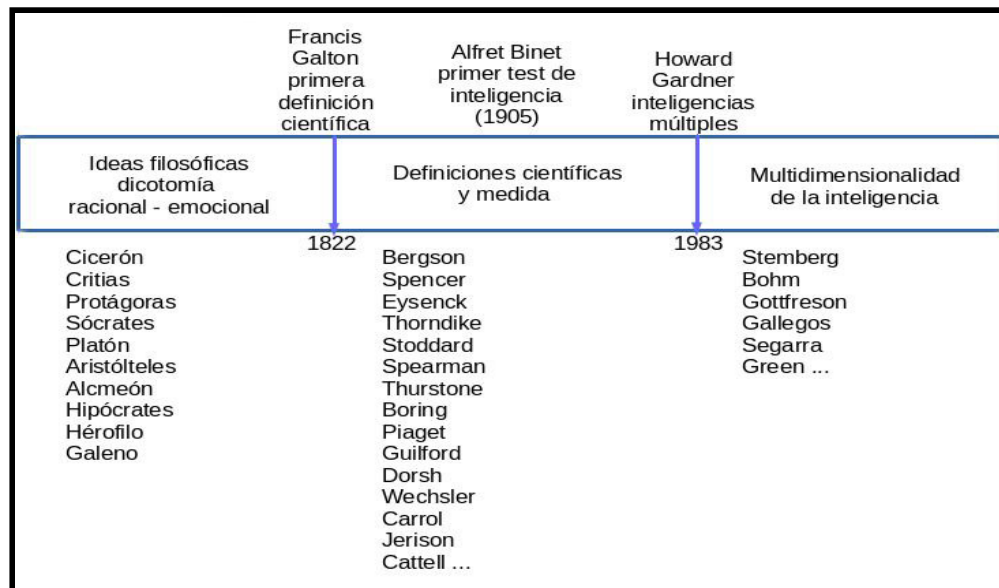 Francis
Galton
primera
definición
científica
Alfret Binet
primer test de
inteligencia
(1905)
Howard
Gardner
inteligencias
múltiples
Ideas filosóficas
dicotomía
racional - emocional
Definiciones científicas
y medida
Multidimensionalidad
de la inteligencia
1822
1983
Cicerón
Critias
Protágoras
Sócrates
Platón
Aristólteles
Alcmeón
Hipócrates
Hérofilo
Galeno
Bergson
Spencer
Eysenck
Thorndike
Stoddard
Spearman
Thurstone
Boring
Piaget
Guilford
Dorsh
Wechsler
Carrol
Jerison
Cattell ...
Stemberg
Bohm
Gottfreson
Gallegos
Segarra
Green ...